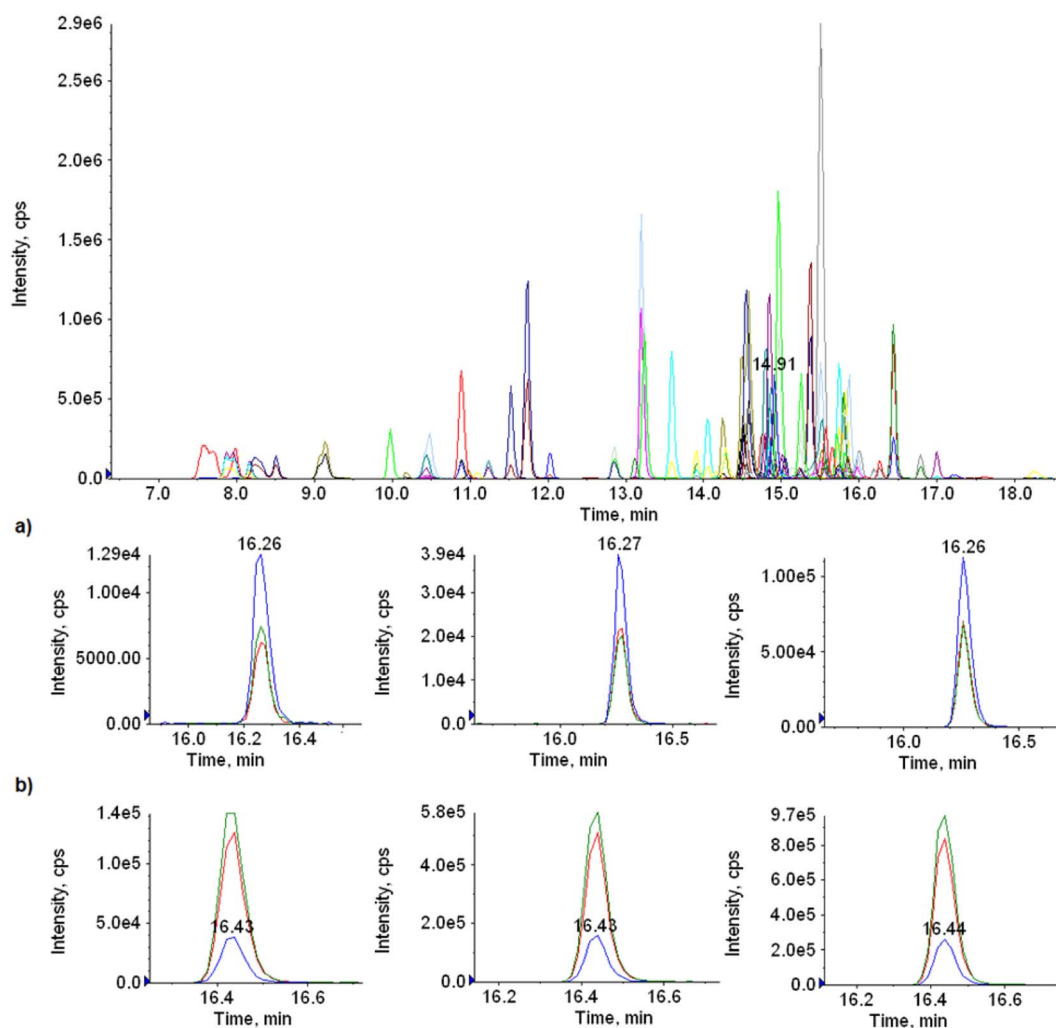 2.9e6
2.5e6
2.0e6
1.5e6
1.0e6
5.0e5
0.0
Intensity, cps
14.91
7.0 8.0 9.0 10.0 11.0 12.0 13.0 14.0 15.0 16.0 17.0 18.0
Time, min
a)
16.26
1.29e4
5000.00
0.00
Intensity, cps
16.0 16.2 16.4
Time, min
16.27
3.9e4
2.0e4
0.0
Intensity, cps
16.0 16.5
Time, min
16.26
1.00e5
5.00e4
0.00
Intensity, cps
16.0 16.5
Time, min
b)
1.4e5
1.0e5
5.0e4
0.0
Intensity, cps
16.43
16.4 16.6
Time, min
5.8e5
4.0e5
2.0e5
0.0
Intensity, cps
16.43
16.2 16.4 16.6
Time, min
9.7e5
8.0e5
6.0e5
4.0e5
2.0e5
0.0
Intensity, cps
16.44
16.2 16.4 16.6
Time, min